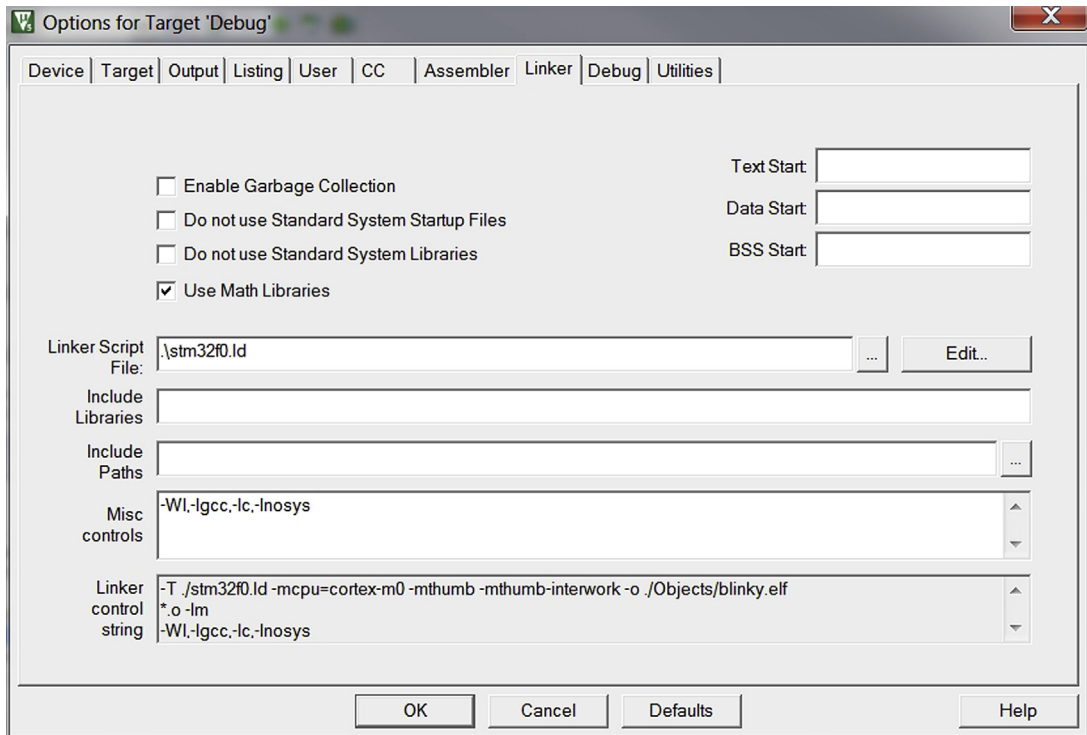 Options for Target 'Debug'
X
Device Target Output Listing User CC Assembler Linker Debug Utilities
Text Start:
Enable Garbage Collection
Data Start:
Do not use Standard System Startup Files
BSS Start:
Do not use Standard System Libraries
Use Math Libraries
Linker Script
File:
.\stm32f0.ld
...
Edit...
Include
Libraries
Include
Paths
...
Misc
controls
-Wl,-lgcc,-lc,-lnosys
Linker
control
string
-T ./stm32f0.ld -mcpu=cortex-m0 -mthumb -mthumb-interwork -o ./Objects/blinky.elf
*.o -lm
-Wl,-lgcc,-lc,-lnosys
OK Cancel Defaults Help